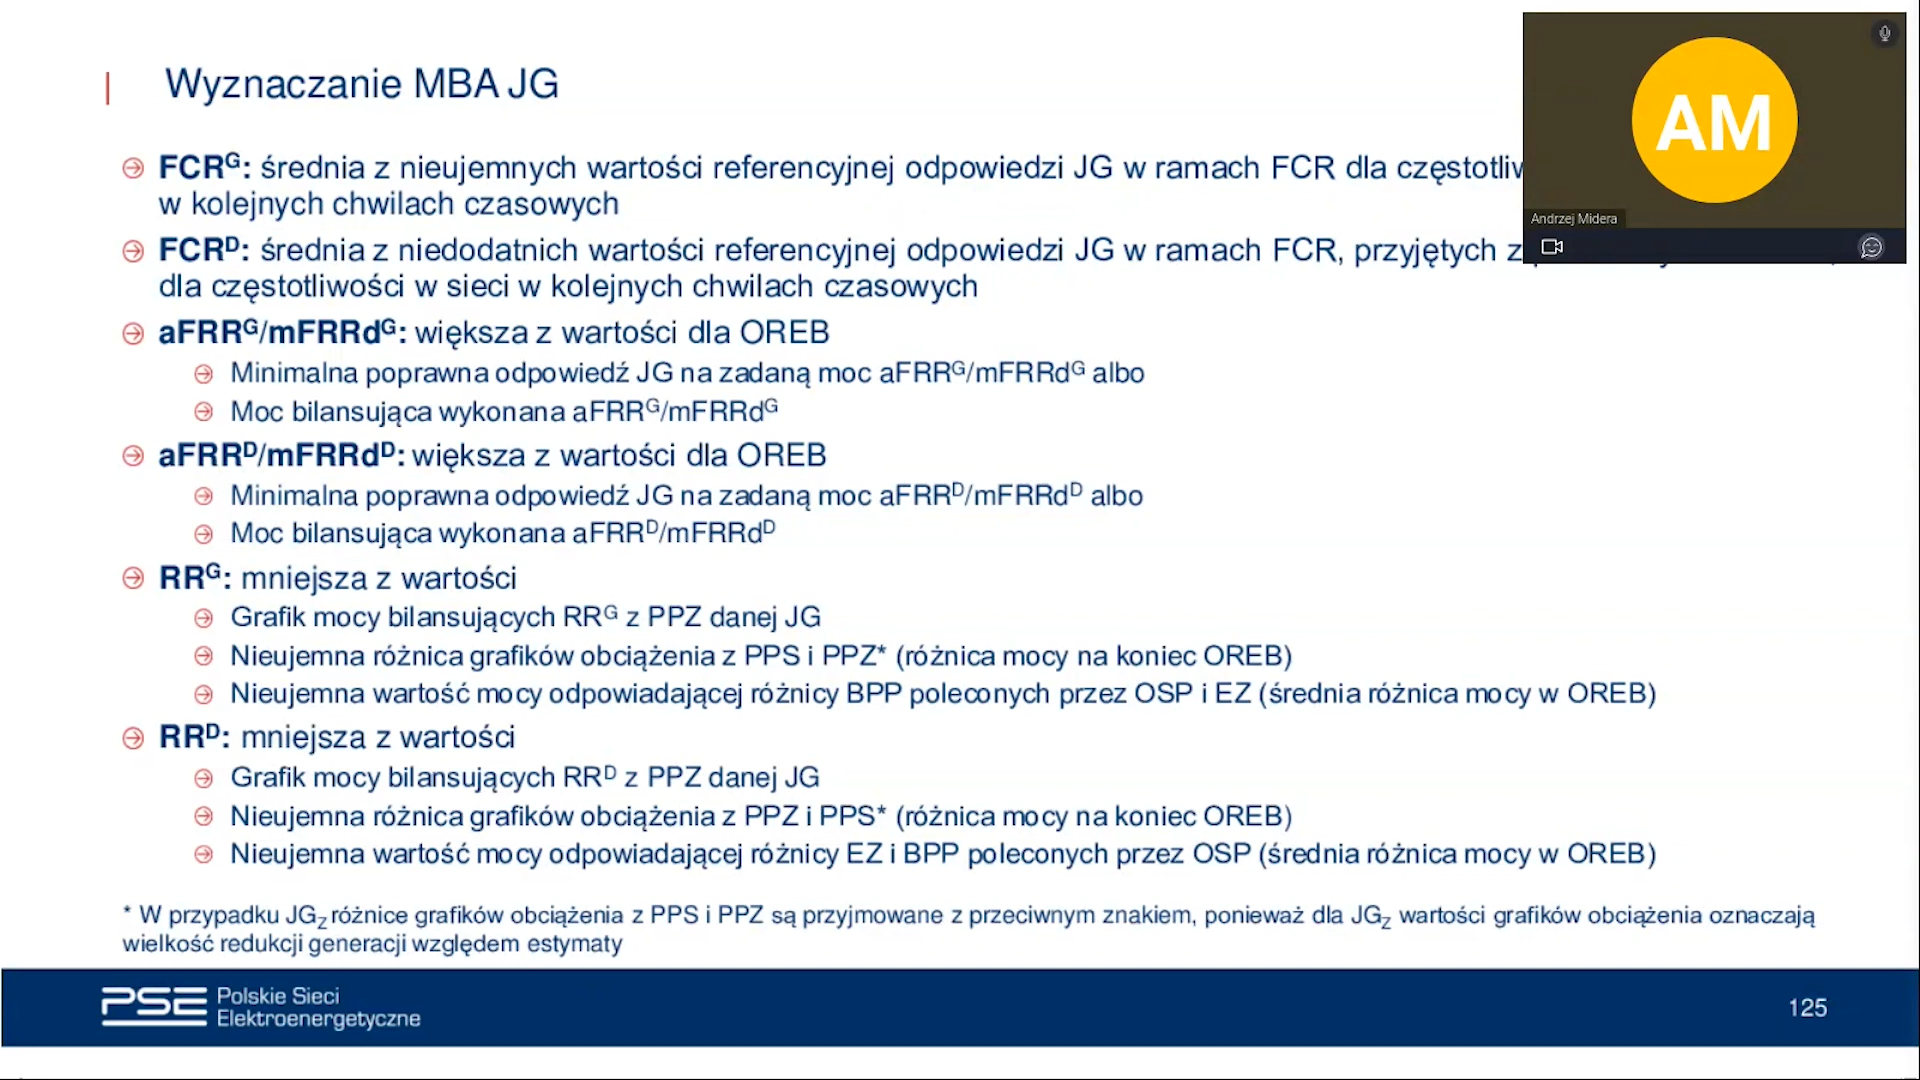 Wyznaczanie MBA JG
AM
Andrzej Midera
FCRᴳ: średnia z nieujemnych wartości referencyjnej odpowiedzi JG w ramach FCR dla
w kolejnych chwilach czasowych
FCRᴰ: średnia z niedodatnich wartości referencyjnej odpowiedzi JG w ramach FCR, przyjętych
dla częstotliwości w sieci w kolejnych chwilach czasowych
aFRRᴳ/mFRRdᴳ: większa z wartości dla OREB
Minimalna poprawna odpowiedź JG na zadaną moc aFRRᴳ/mFRRdᴳ albo
Moc bilansująca wykonana aFRRᴳ/mFRRdᴳ
aFRRᴰ/mFRRdᴰ: większa z wartości dla OREB
Minimalna poprawna odpowiedź JG na zadaną moc aFRRᴰ/mFRRdᴰ albo
Moc bilansująca wykonana aFRRᴰ/mFRRdᴰ
RRᴳ: mniejsza z wartości
Grafik mocy bilansujących RRᴳ z PPZ danej JG
Nieujemna różnica grafików obciążenia z PPS i PPZ* (różnica mocy na koniec OREB)
Nieujemna wartość mocy odpowiadającej różnicy BPP poleconych przez OSP i EZ (średnia różnica mocy w OREB)
RRᴰ: mniejsza z wartości
Grafik mocy bilansujących RRᴰ z PPZ danej JG
Nieujemna różnica grafików obciążenia z PPZ i PPS* (różnica mocy na koniec OREB)
Nieujemna wartość mocy odpowiadającej różnicy EZ i BPP poleconych przez OSP (średnia różnica mocy w OREB)
* W przypadku JGZ różnice grafików obciążenia z PPS i PPZ są przyjmowane z przeciwnym znakiem, ponieważ dla JGZ wartości grafików obciążenia oznaczają
wielkość redukcji generacji względem estymaty
PSE Polskie Sieci
Elektroenergetyczne
125